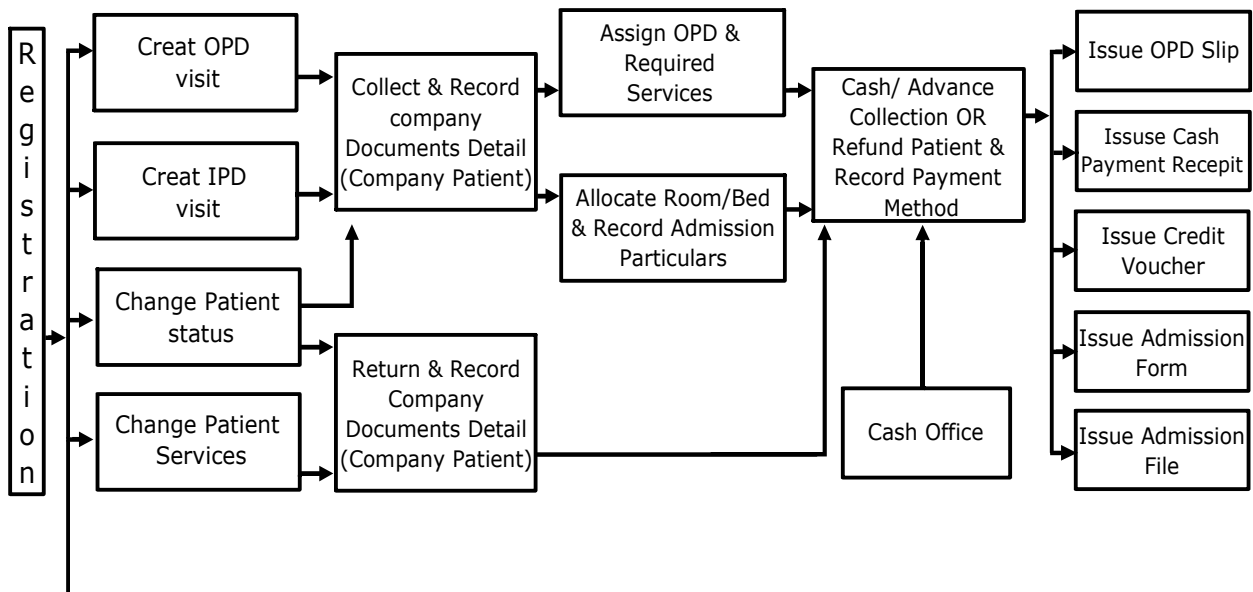 Registration
Creat OPD
visit
Creat IPD
visit
Change Patient
status
Change Patient
Services
Collect & Record
company
Documents Detail
(Company Patient)
Return & Record
Company
Documents Detail
(Company Patient)
Assign OPD &
Required
Services
Allocate Room/Bed
& Record Admission
Particulars
Cash/ Advance
Collection OR
Refund Patient &
Record Payment
Method
Cash Office
Issue OPD Slip
Issuse Cash
Payment Recepit
Issue Credit
Voucher
Issue Admission
Form
Issue Admission
File